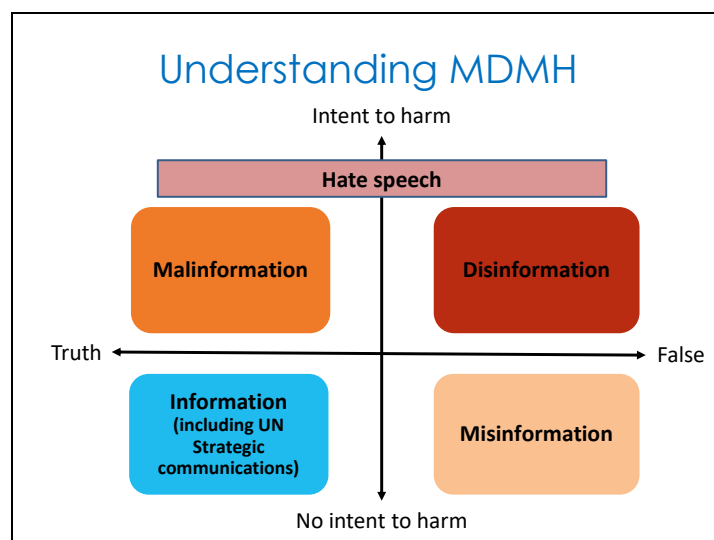 Understanding MDMH
Intent to harm
Hate speech
Malinformation
Disinformation
Truth
False
Information
(including UN
Strategic
communications)
Misinformation
No intent to harm